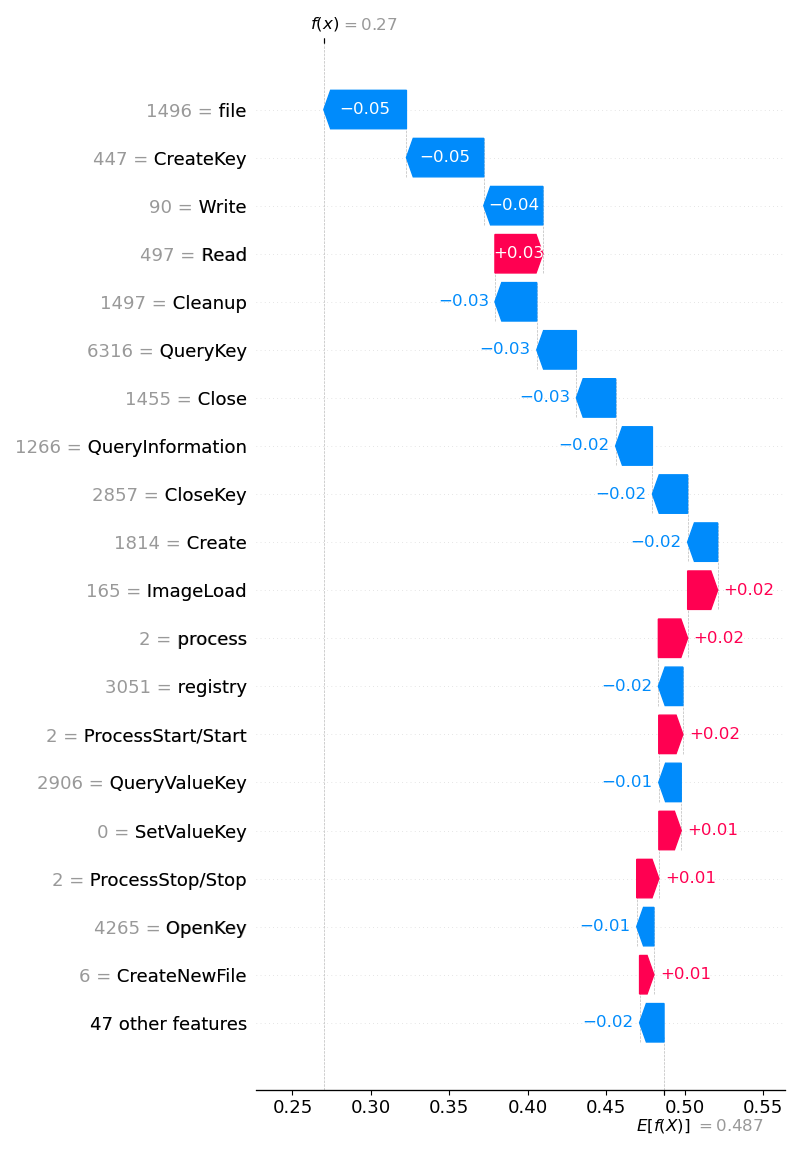 f(x) = 0.27
1496 = file −0.05
447 = CreateKey −0.05
90 = Write −0.04
497 = Read +0.03
1497 = Cleanup −0.03
6316 = QueryKey −0.03
1455 = Close −0.03
1266 = QueryInformation −0.02
2857 = CloseKey −0.02
1814 = Create −0.02
165 = ImageLoad +0.02
2 = process +0.02
3051 = registry −0.02
2 = ProcessStart/Start +0.02
2906 = QueryValueKey −0.01
0 = SetValueKey +0.01
2 = ProcessStop/Stop +0.01
4265 = OpenKey −0.01
6 = CreateNewFile +0.01
47 other features −0.02
0.25 0.30 0.35 0.40 0.45 0.50 0.55
E[f(X)] = 0.487